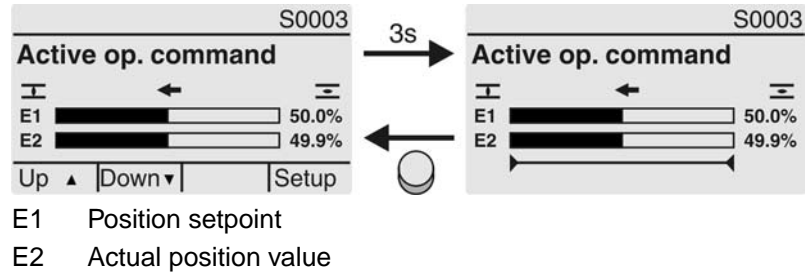 S0003
Active op. command
E1 50.0%
E2 49.9%
Up ▲ Down ▼ Setup
3s
S0003
Active op. command
E1 50.0%
E2 49.9%
E1 Position setpoint
E2 Actual position value